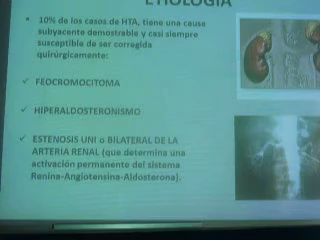 ETIOLOGIA
10% de los casos de HTA, tiene una causa
subyacente demostrable y casi siempre
susceptible de ser corregida
quirúrgicamente:
FEOCROMOCITOMA
HIPERALDOSTERONISMO
ESTENOSIS UNI o BILATERAL DE LA
ARTERIA RENAL (que determina una
activación permanente del sistema
Renina-Angiotensina-Aldosterona).